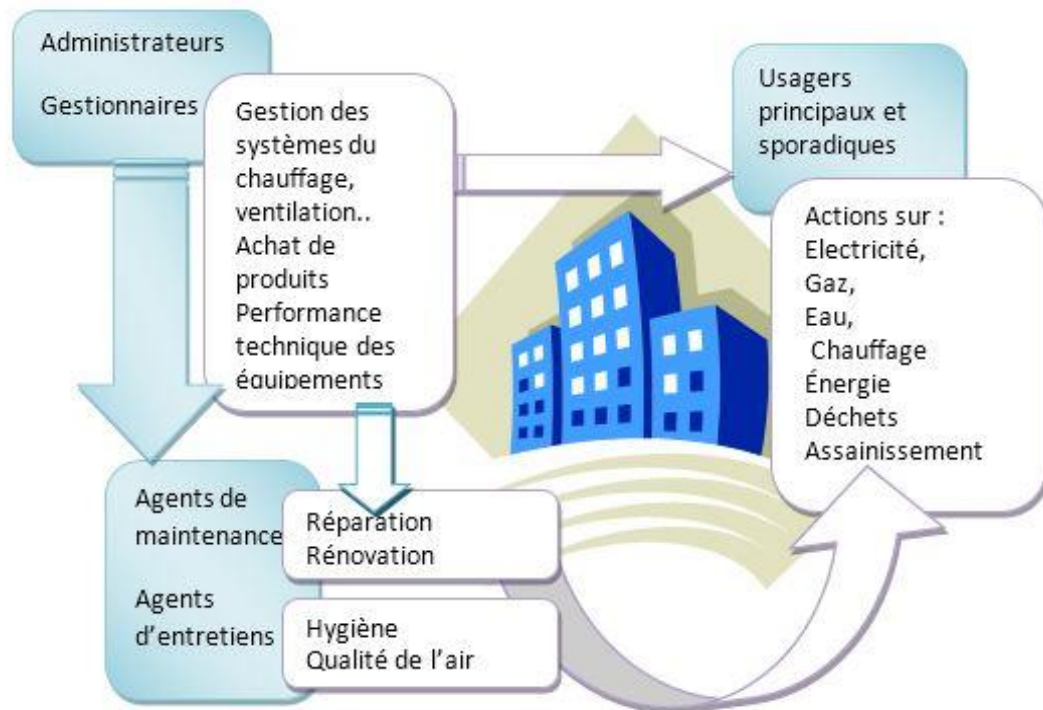 Administrateurs
Gestionnaires
Gestion des
systèmes du
chauffage,
ventilation..
Achat de
produits
Performance
technique des
équipements
Usagers
principaux et
sporadiques
Actions sur :
Electricité,
Gaz,
Eau,
Chauffage
Énergie
Déchets
Assainissement
Agents de
maintenance
Agents
d’entretiens
Réparation
Rénovation
Hygiène
Qualité de l’air